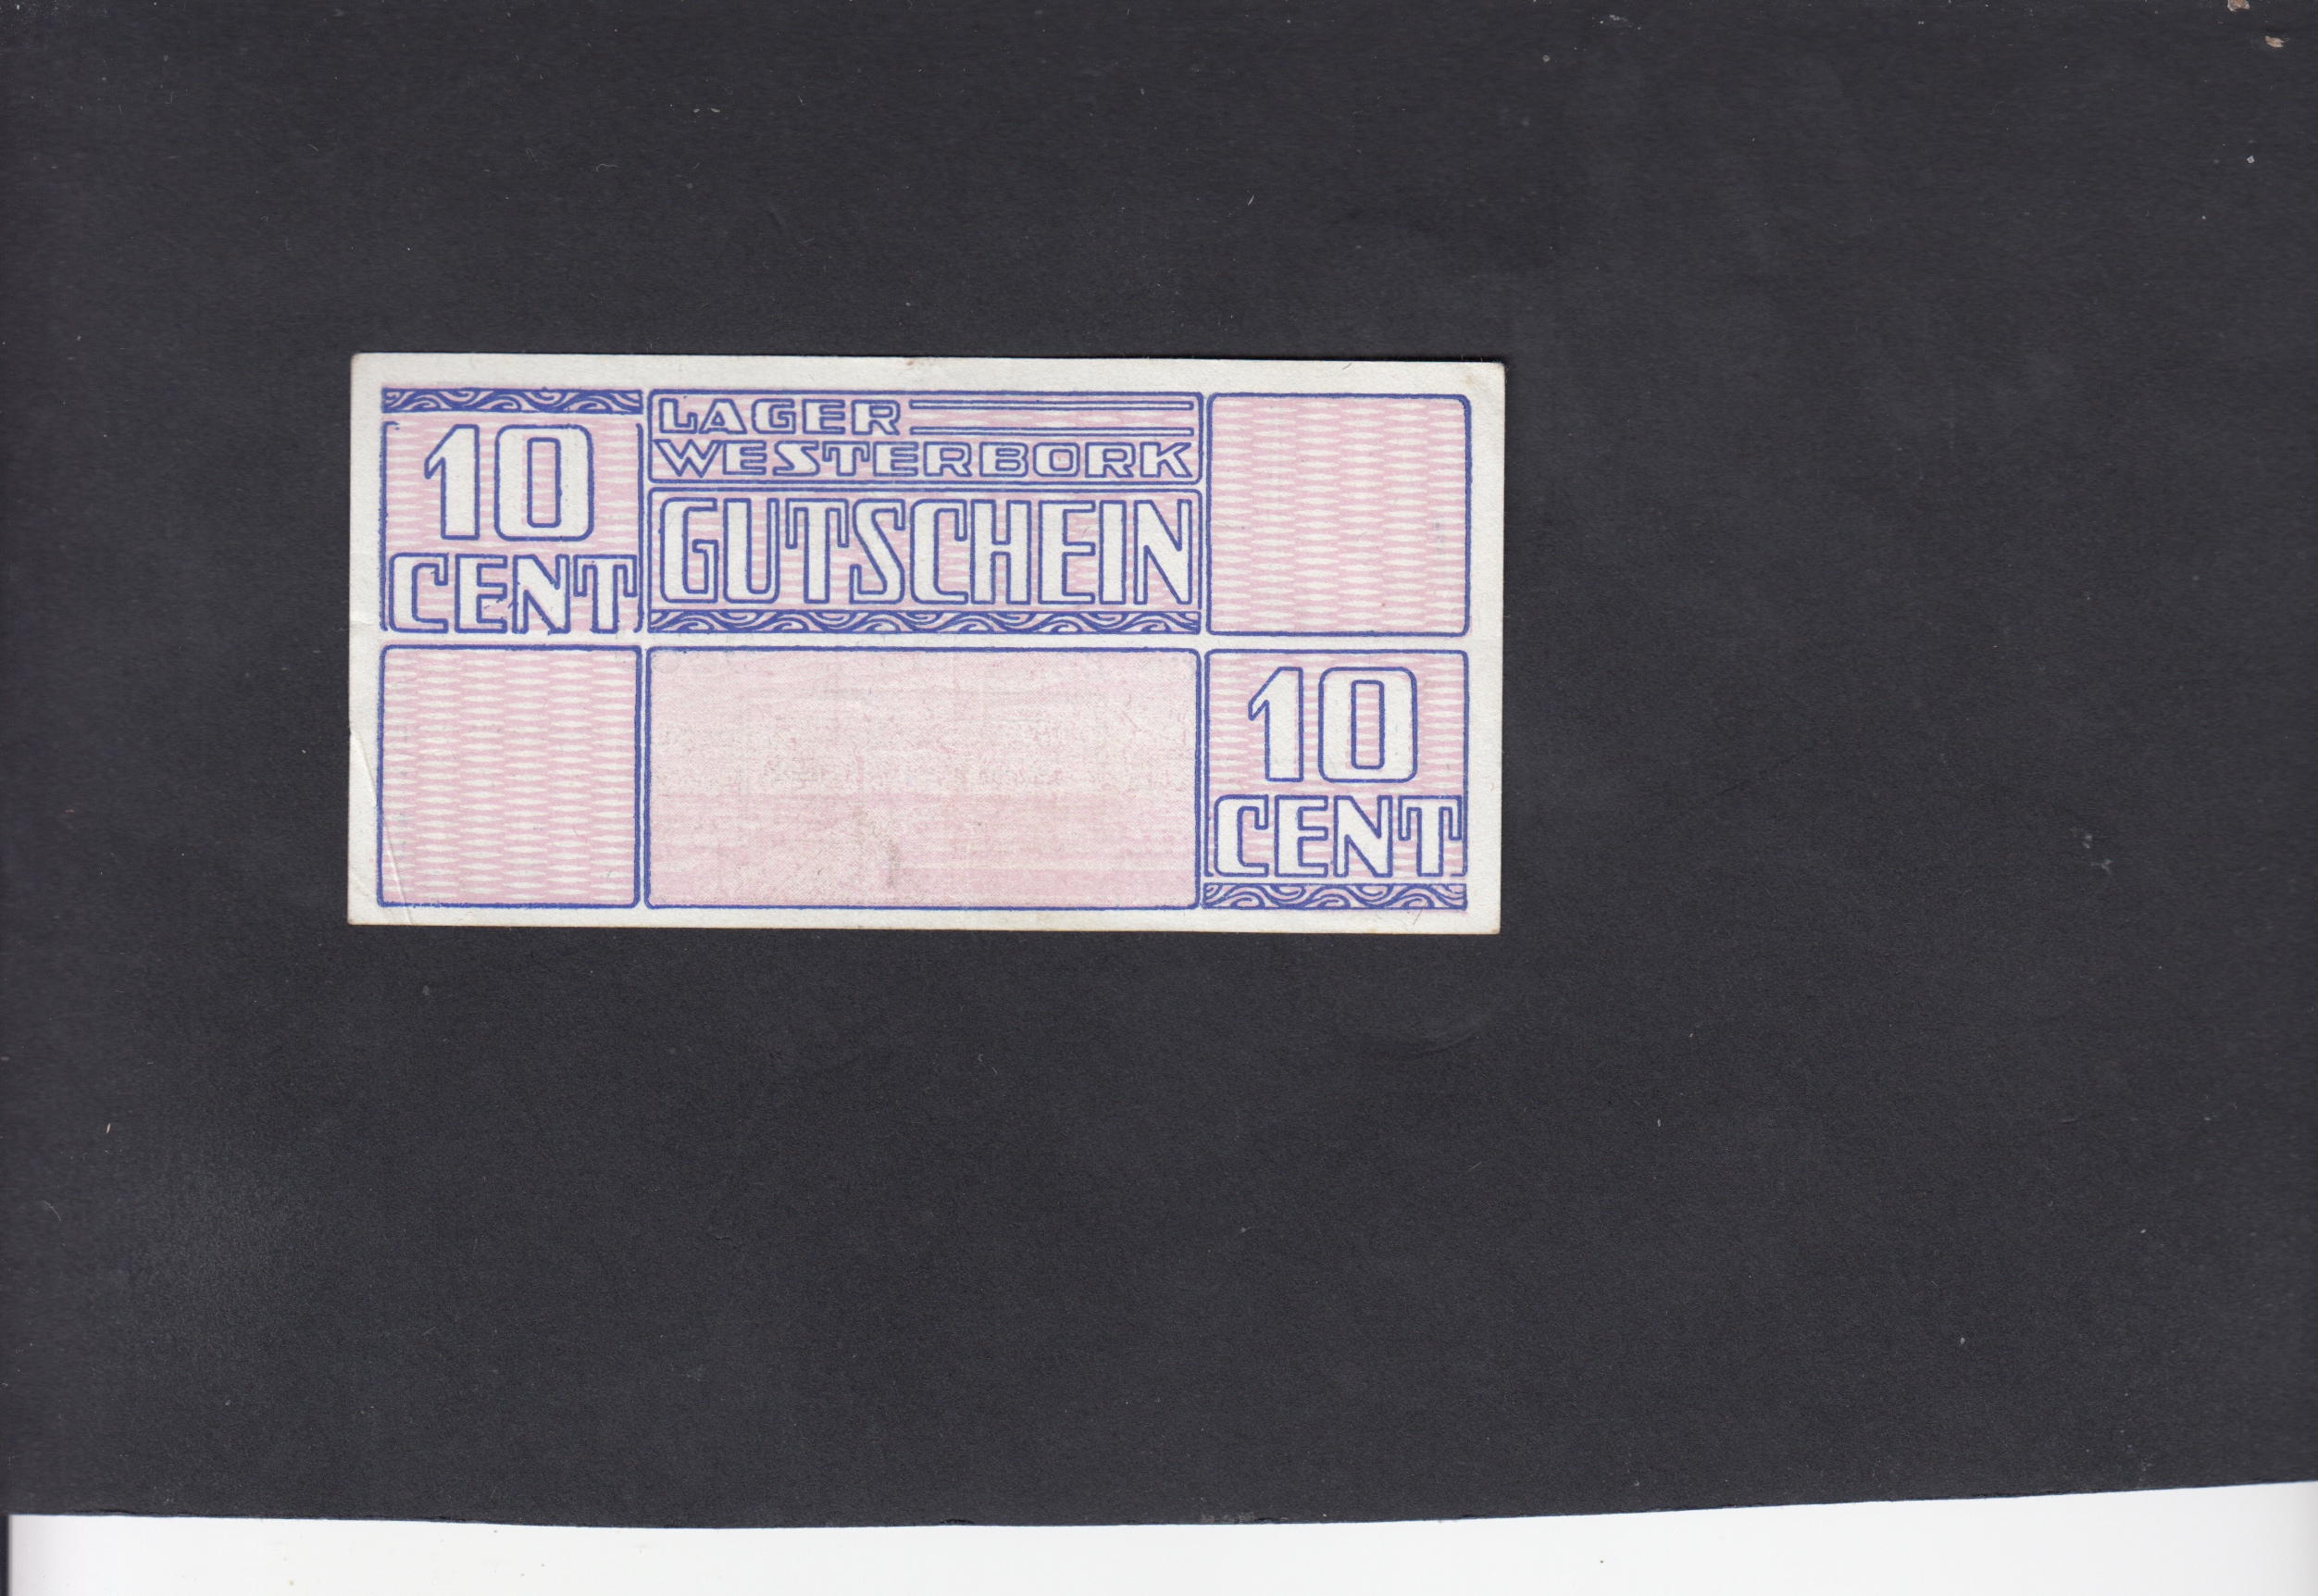 10
CENT
LAGER
WESTERBORK
GUTSCHEIN
10
CENT